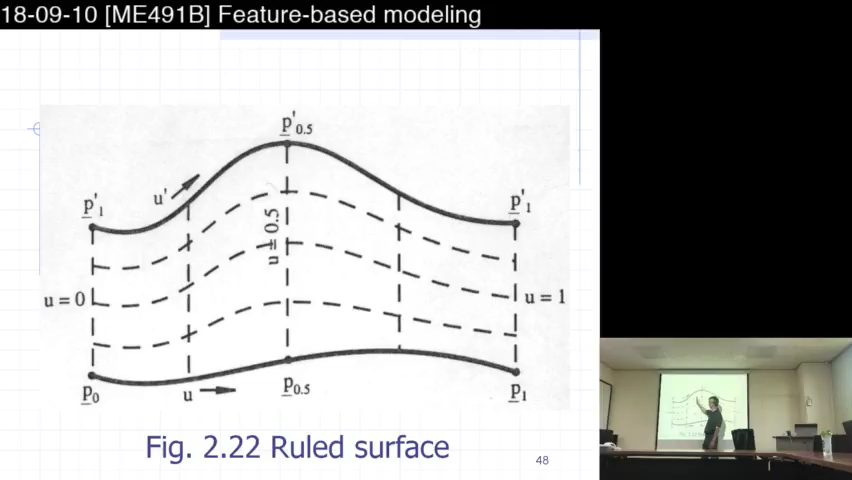 18-09-10 [ME491B] Feature-based modeling
p'0.5
u'
p'1
p'1
u = 0.5
u = 0
u = 1
p0
u
p0.5
p1
Fig. 2.22 Ruled surface
48